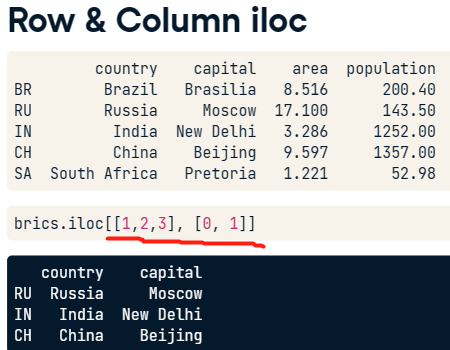 Row & Column iloc
country capital area population
BR Brazil Brasilia 8.516 200.40
RU Russia Moscow 17.100 143.50
IN India New Delhi 3.286 1252.00
CH China Beijing 9.597 1357.00
SA South Africa Pretoria 1.221 52.98
brics.iloc[[1,2,3], [0, 1]]
country capital
RU Russia Moscow
IN India New Delhi
CH China Beijing